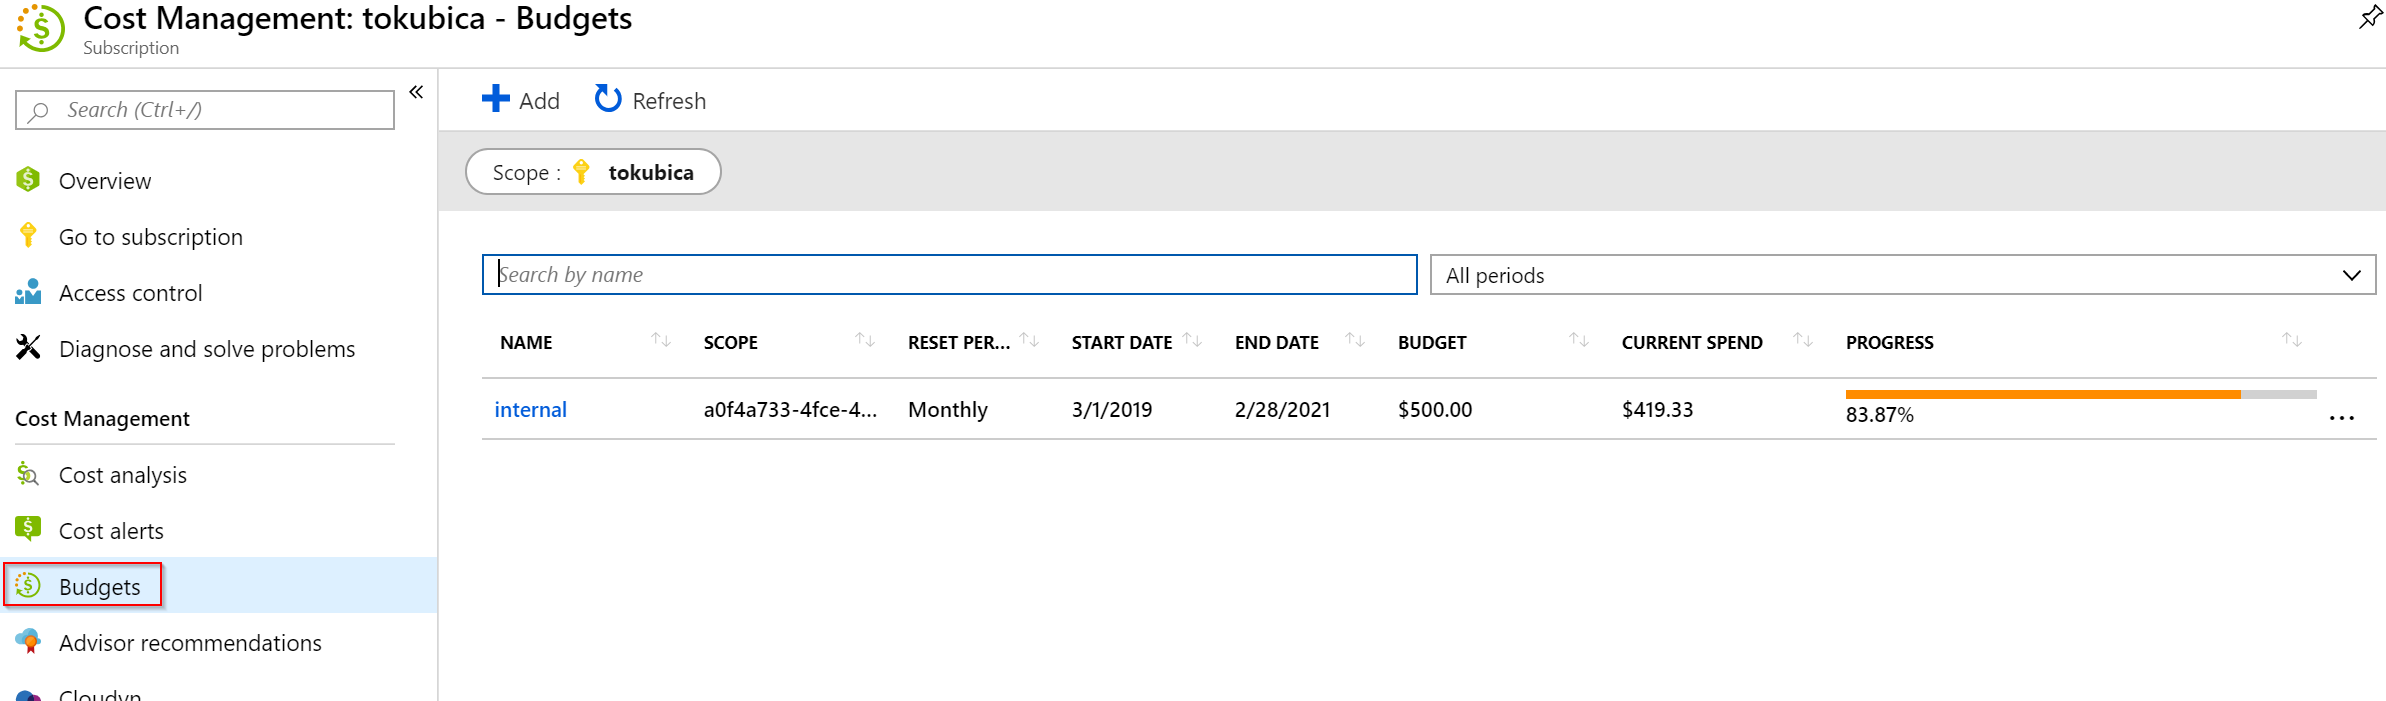 Cost Management: tokubica - Budgets
Subscription
Search (Ctrl+/)
«
Overview
Go to subscription
Access control
Diagnose and solve problems
Cost Management
Cost analysis
Cost alerts
Budgets
Advisor recommendations
Cloudyn
Add Refresh
Scope : tokubica
Search by name All periods
NAME SCOPE RESET PER... START DATE END DATE BUDGET CURRENT SPEND PROGRESS
internal a0f4a733-4fce-4... Monthly 3/1/2019 2/28/2021 $500.00 $419.33 83.87% ...